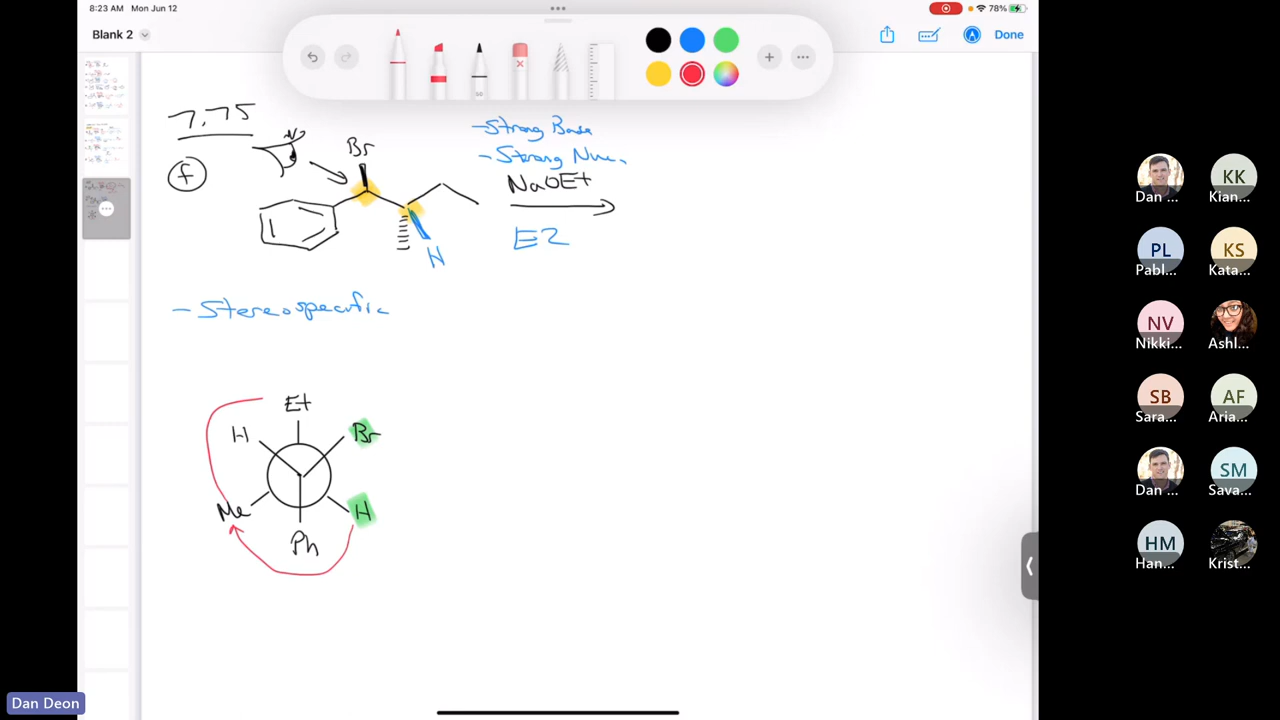 8:23 AM Mon Jun 12
78%
Blank 2
Done
50
7.75
f
Br
H
- Strong Base
- Strong Nuc.
NaOEt
E2
- Stereospecific
Et
H
Br
Me
H
Ph
Dan ...
KK
Kian...
PL
Pabl...
KS
Kata...
NV
Nikki...
Ashl...
SB
Sara...
AF
Aria...
Dan ...
SM
Sava...
HM
Han...
Krist...
Dan Deon